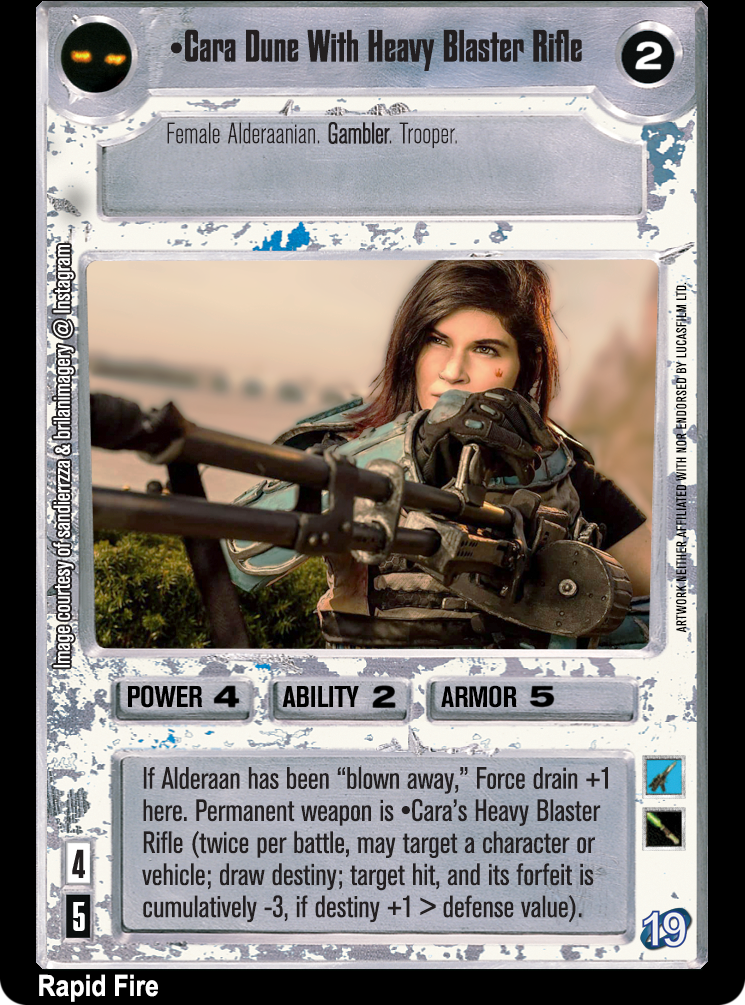 •Cara Dune With Heavy Blaster Rifle
2
Female Alderaanian. Gambler. Trooper.
Image courtesy of sandierrzza & brilanimagery @ Instagram
ARTWORK NEITHER AFFILIATED WITH NOR ENDORSED BY LUCASFILM LTD.
POWER 4 ABILITY 2 ARMOR 5
If Alderaan has been “blown away,” Force drain +1
here. Permanent weapon is •Cara’s Heavy Blaster
Rifle (twice per battle, may target a character or
vehicle; draw destiny; target hit, and its forfeit is
cumulatively -3, if destiny +1 > defense value).
4
5
19
Rapid Fire